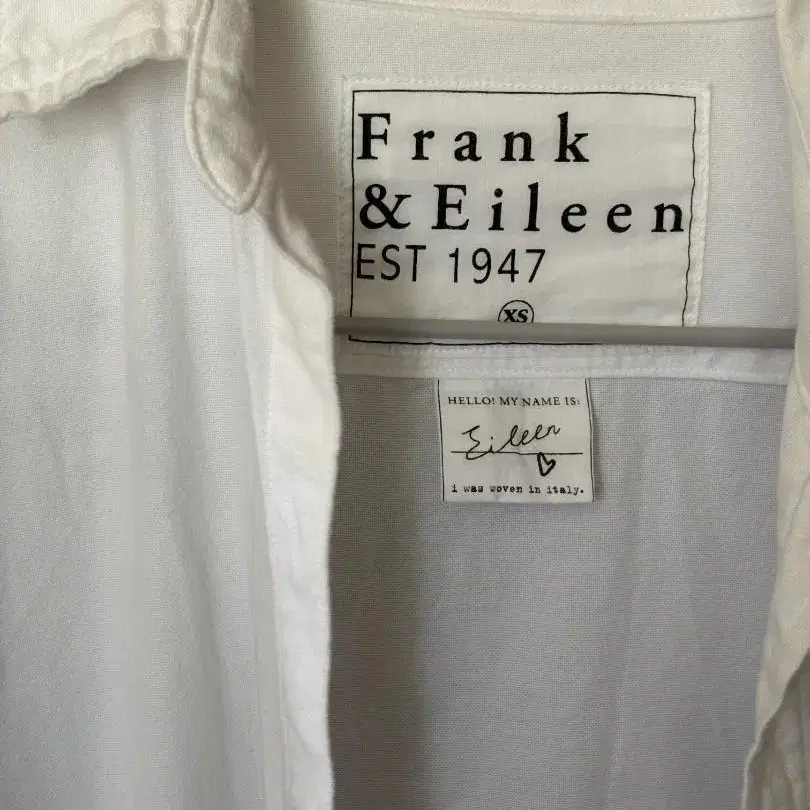 Frank
& Eileen
EST 1947
XS
HELLO! MY NAME IS:
Eileen
i was woven in italy.